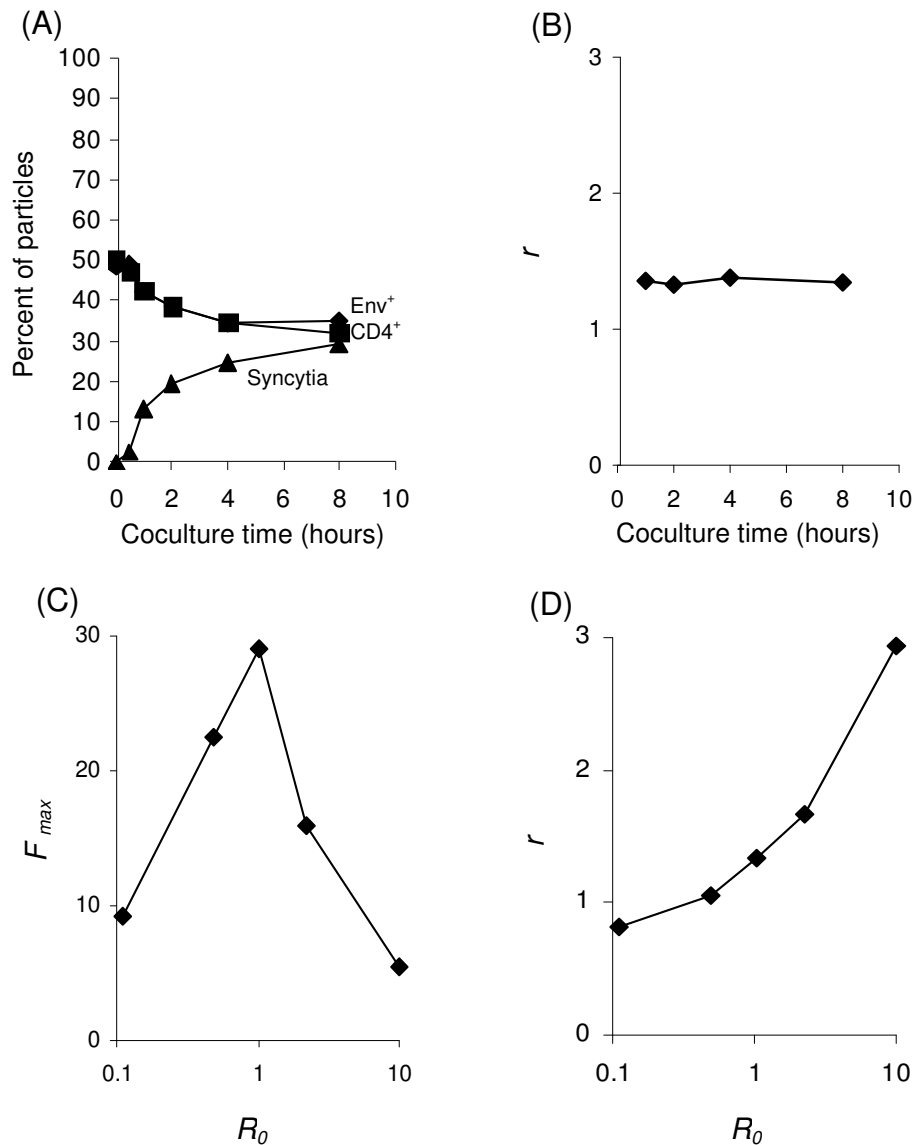 (A)
100
90
80
70
60
50
40
30
20
10
0
Percent of particles
Env+
CD4+
Syncytia
0 2 4 6 8 10
Coculture time (hours)
(B)
3
2
1
0
r
0 2 4 6 8 10
Coculture time (hours)
(C)
30
20
10
0
F max
0.1 1 10
R0
(D)
3
2
1
0
r
0.1 1 10
R0